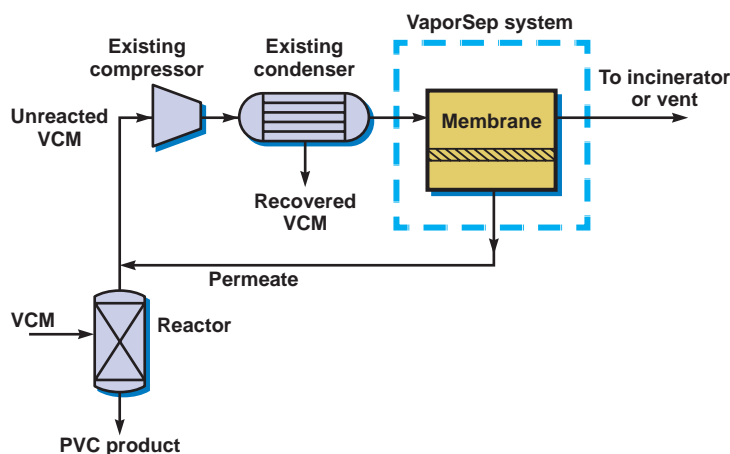 VaporSep system
Existing
compressor
Existing
condenser
To incinerator
or vent
Unreacted
VCM
Membrane
Recovered
VCM
Permeate
VCM
Reactor
PVC product